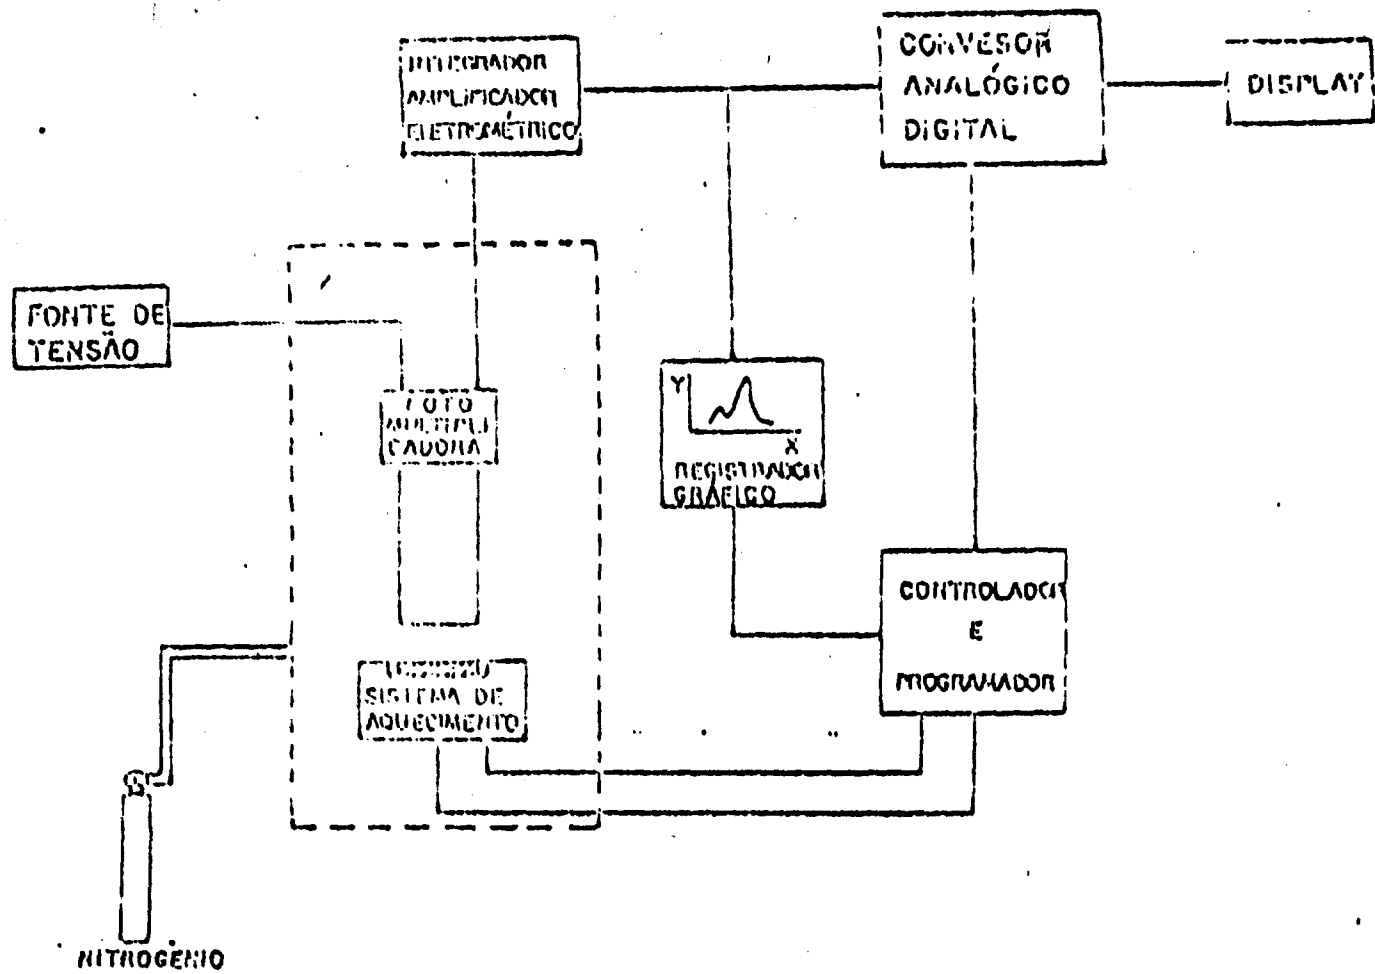 INTEGRADOR
AMPLIFICADOR
ELETROMÉTRICO
CONVESOR
ANALÓGICO
DIGITAL
DISPLAY
FONTE DE
TENSÃO
FOTO
MULTIPLI
CADORA
Y
X
REGISTRADOR
GRÁFICO
CONTROLADOR
E
PROGRAMADOR
SISTEMA DE
AQUECIMENTO
NITROGÊNIO